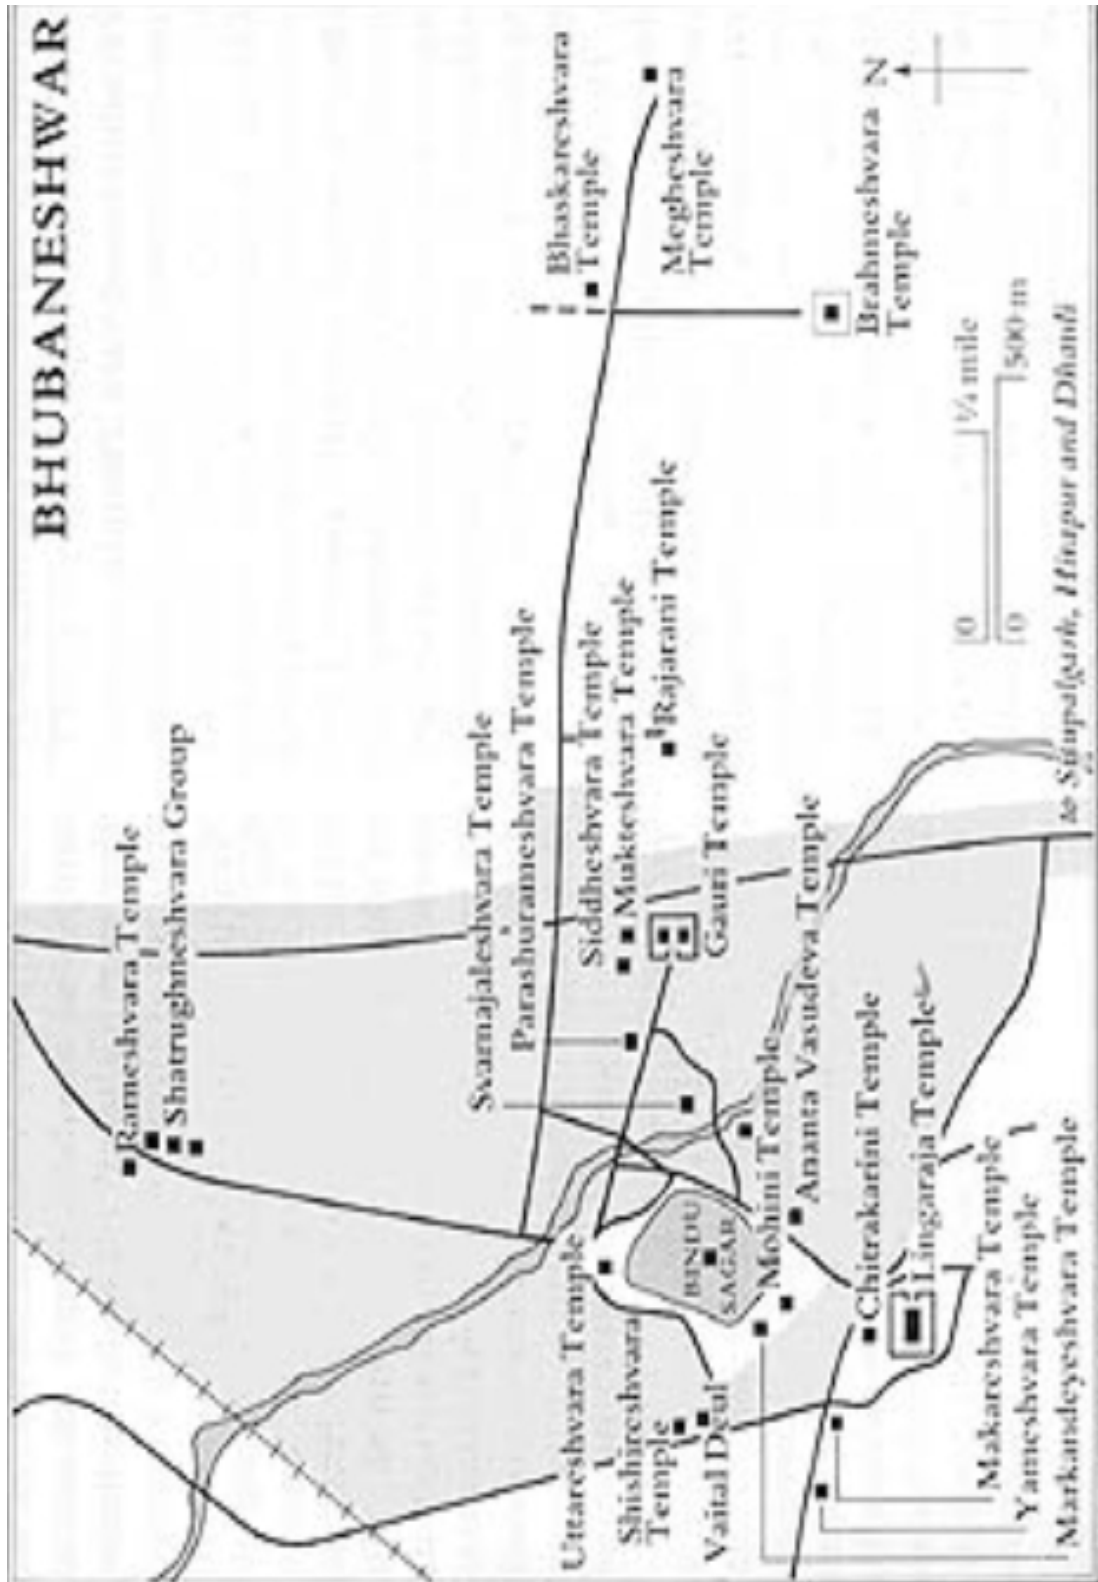 BHUBANESHWAR
Rameshvara Temple
Shatrughneshvara Group
Svarnajaleshvara Temple
Parashurameshvara Temple
Bhaskareshvara
Temple
Siddheshvara Temple
Mukteshvara Temple
Megheshvara
Temple
Rajarani Temple
Gauri Temple
Uttareshvara Temple
Shishireshvara
Temple
Vaital Deul
BINDU
SAGAR
Mohini Temple
Ananta Vasudeva Temple
Brahmeshvara
Temple
N
Chitrakarini Temple
Lingaraja Temple
Makareshvara Temple
Yameshvara Temple
Markandeyeshvara Temple
0 ¼ mile
0 500 m
to Sisupalgarh, Hirapur and Dhauli